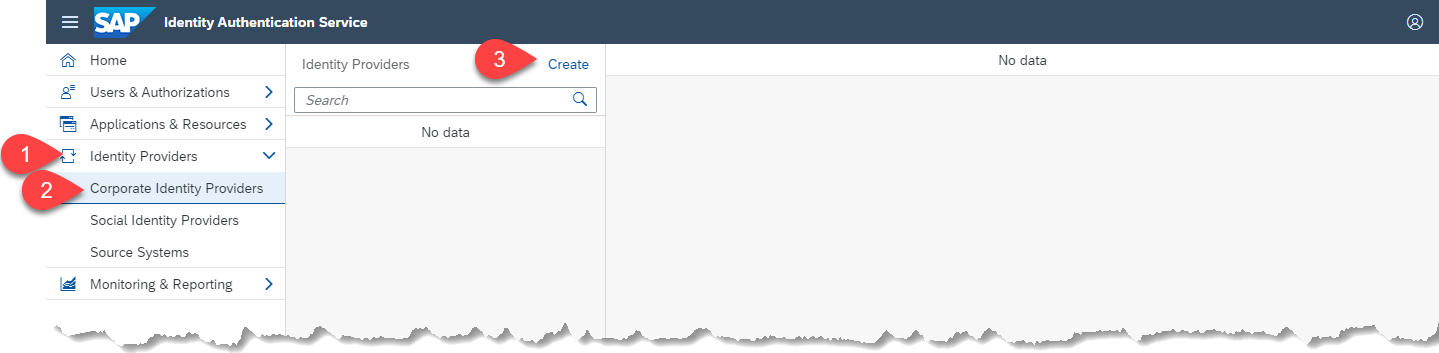 SAP Identity Authentication Service
Home
Users & Authorizations
Applications & Resources
1 Identity Providers
2 Corporate Identity Providers
Social Identity Providers
Source Systems
Monitoring & Reporting
Identity Providers 3 Create
Search
No data
No data